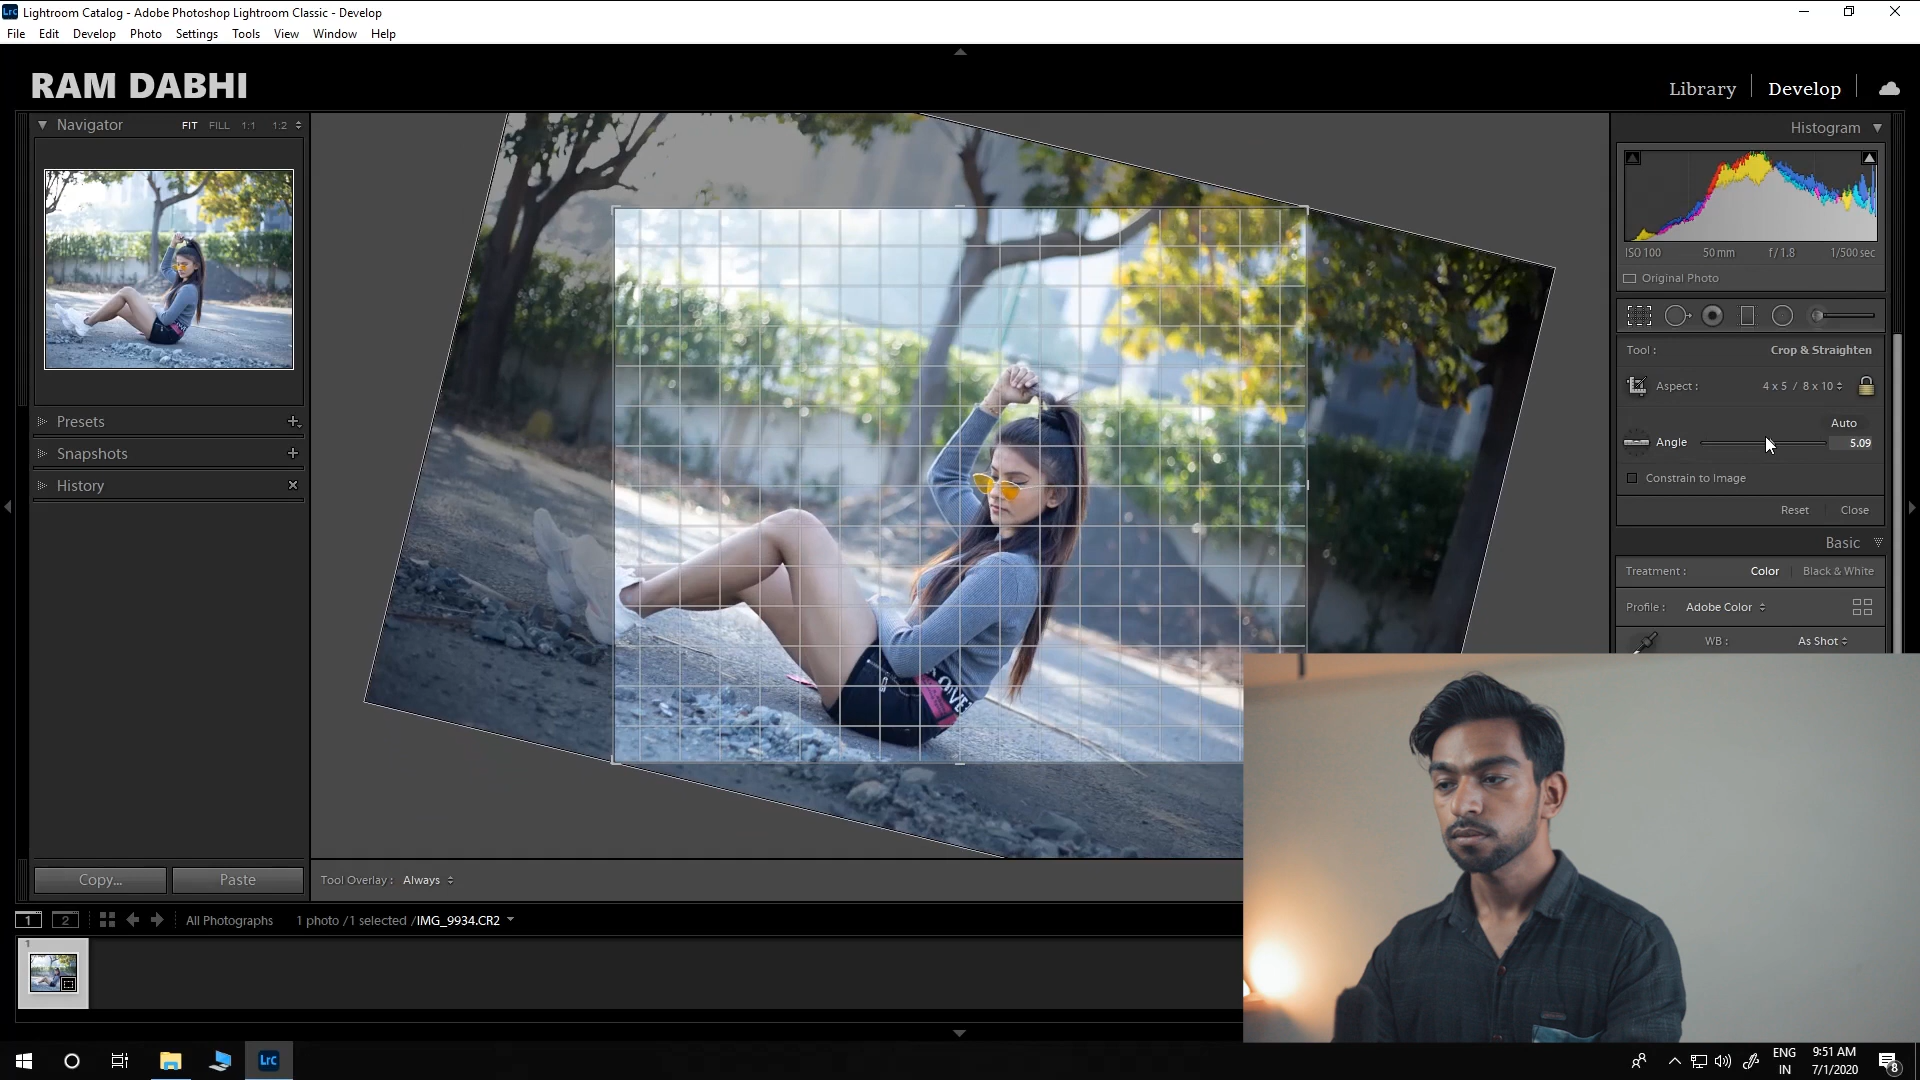 Lrc Lightroom Catalog - Adobe Photoshop Lightroom Classic - Develop
File Edit Develop Photo Settings Tools View Window Help
RAM DABHI
Library Develop
Navigator FIT FILL 1:1 1:2
Histogram
ISO 100 50 mm f / 1.8 1/500 sec
Original Photo
Tool : Crop & Straighten
Aspect : 4 x 5 / 8 x 10
Auto
Angle 5.09
Constrain to Image
Reset Close
Basic
Treatment : Color Black & White
Profile : Adobe Color
WB : As Shot
Presets
Snapshots
History
Copy... Paste
Tool Overlay : Always
1 2 All Photographs 1 photo / 1 selected / IMG_9934.CR2
1
Lrc
ENG
IN
9:51 AM
7/1/2020
8